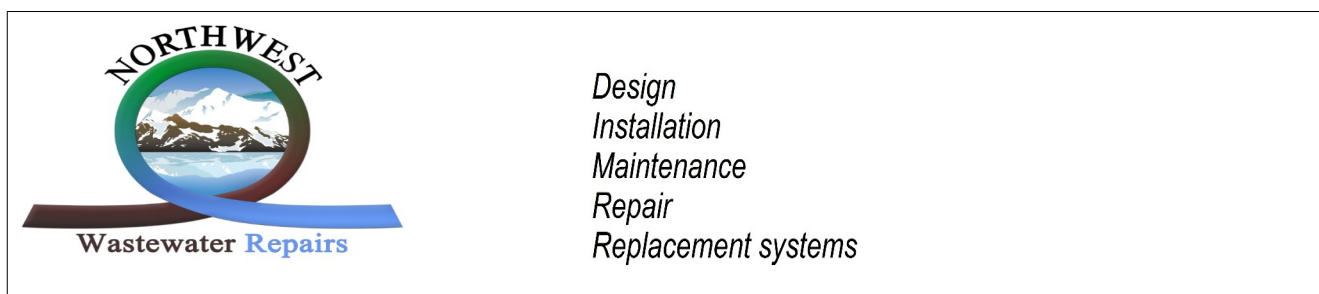 NORTHWEST
Wastewater Repairs
Design
Installation
Maintenance
Repair
Replacement systems